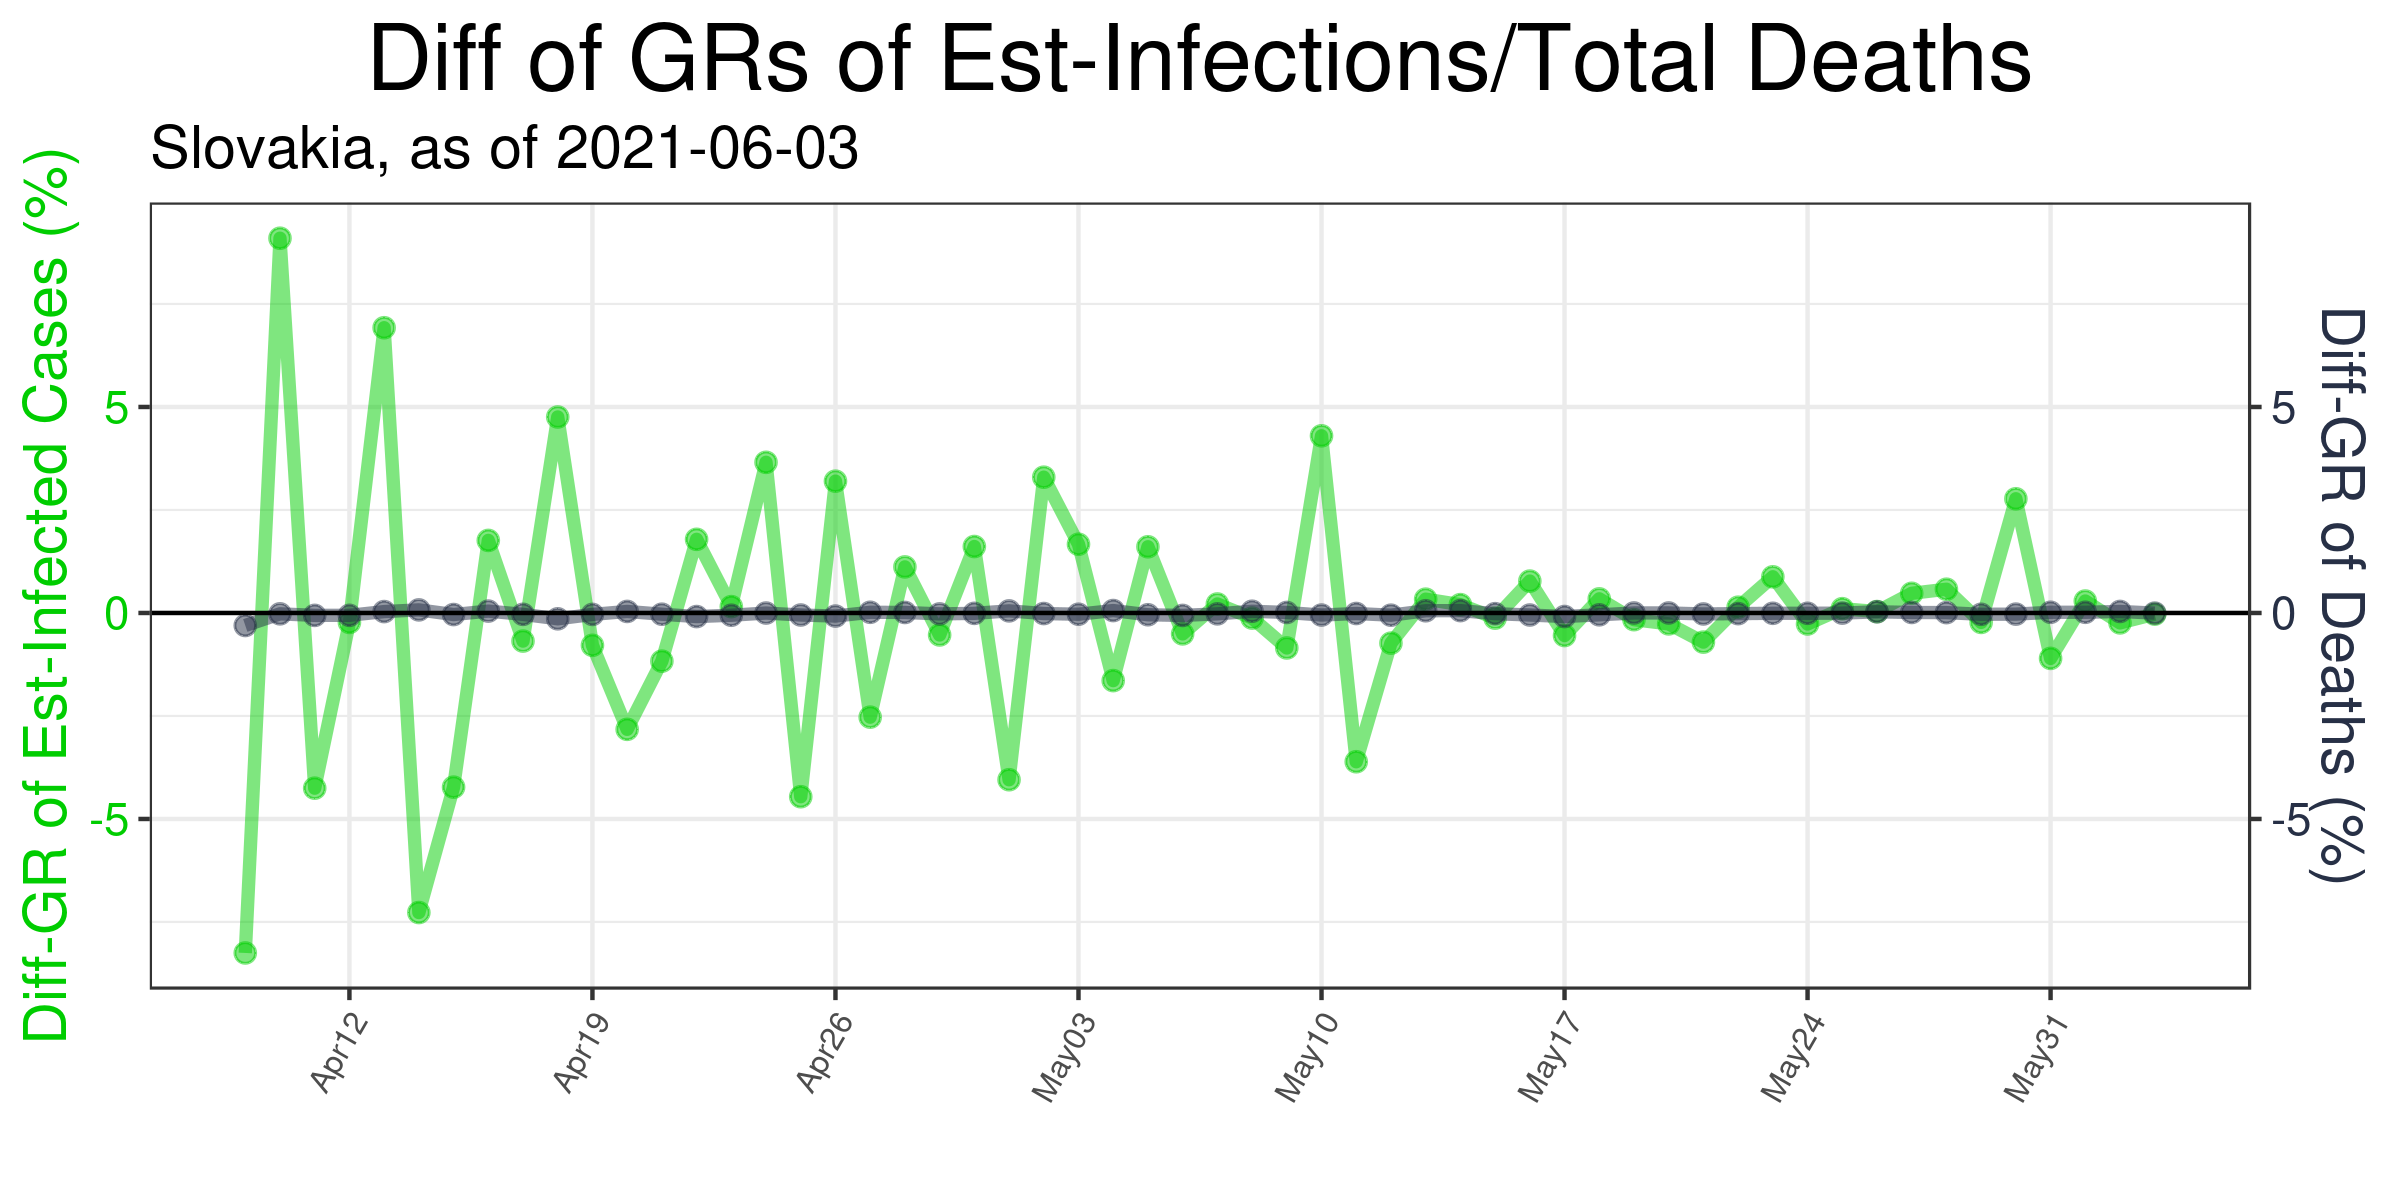 Diff of GRs of Est-Infections/Total Deaths
Slovakia, as of 2021-06-03
Diff-GR of Est-Infected Cases (%)
5
0
-5
Diff-GR of Deaths (%)
5
0
-5
Apr12
Apr19
Apr26
May03
May10
May17
May24
May31